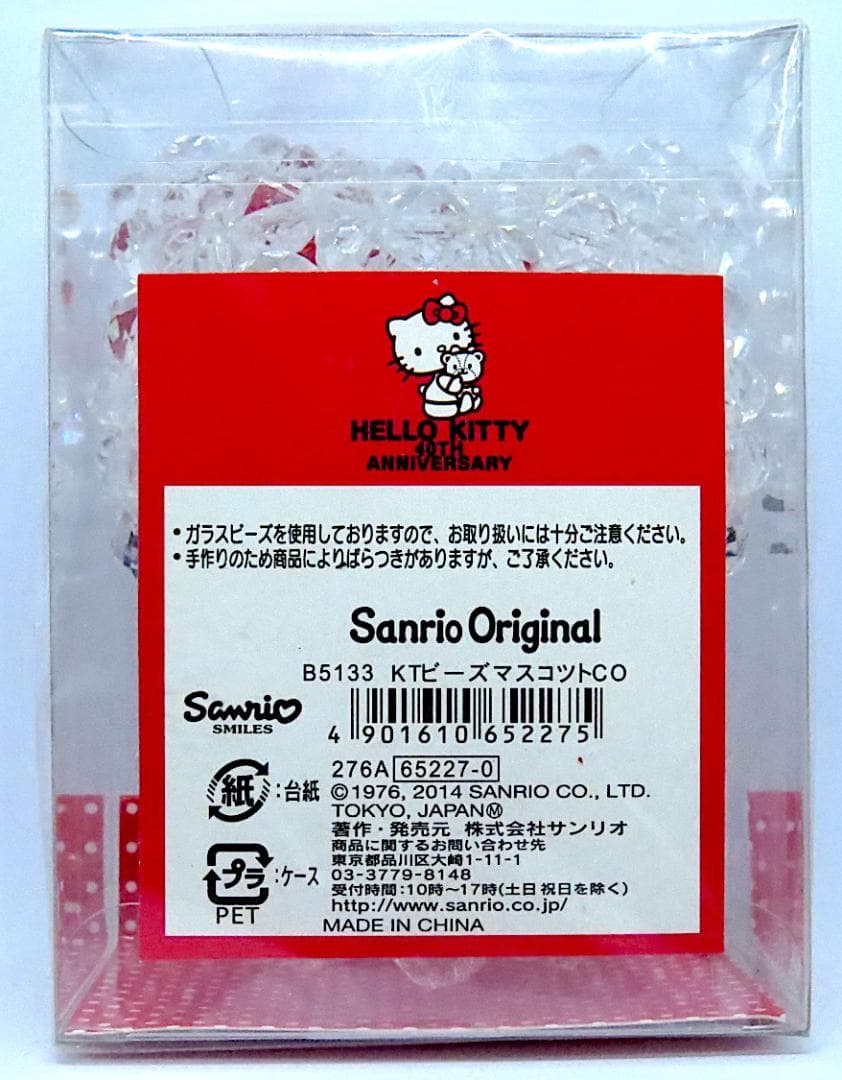 HELLO KITTY
40TH
ANNiVERSARY
・ガラスビーズを使用しておりますので、お取り扱いには十分ご注意ください。
・手作りのため商品によりばらつきがありますが、ご了承ください。
Sanrio Original
B5133 KTビーズマスコツトCO
Sanrio
SMILES
4 901610 652275
276A 65227-0
紙:台紙
©1976, 2014 SANRIO CO., LTD.
TOKYO, JAPAN Ⓜ
著作・発売元 株式会社サンリオ
商品に関するお問い合わせ先
東京都品川区大崎1-11-1
プラ:ケース
PET
03-3779-8148
受付時間:10時~17時(土日祝日を除く)
http://www.sanrio.co.jp/
MADE IN CHINA